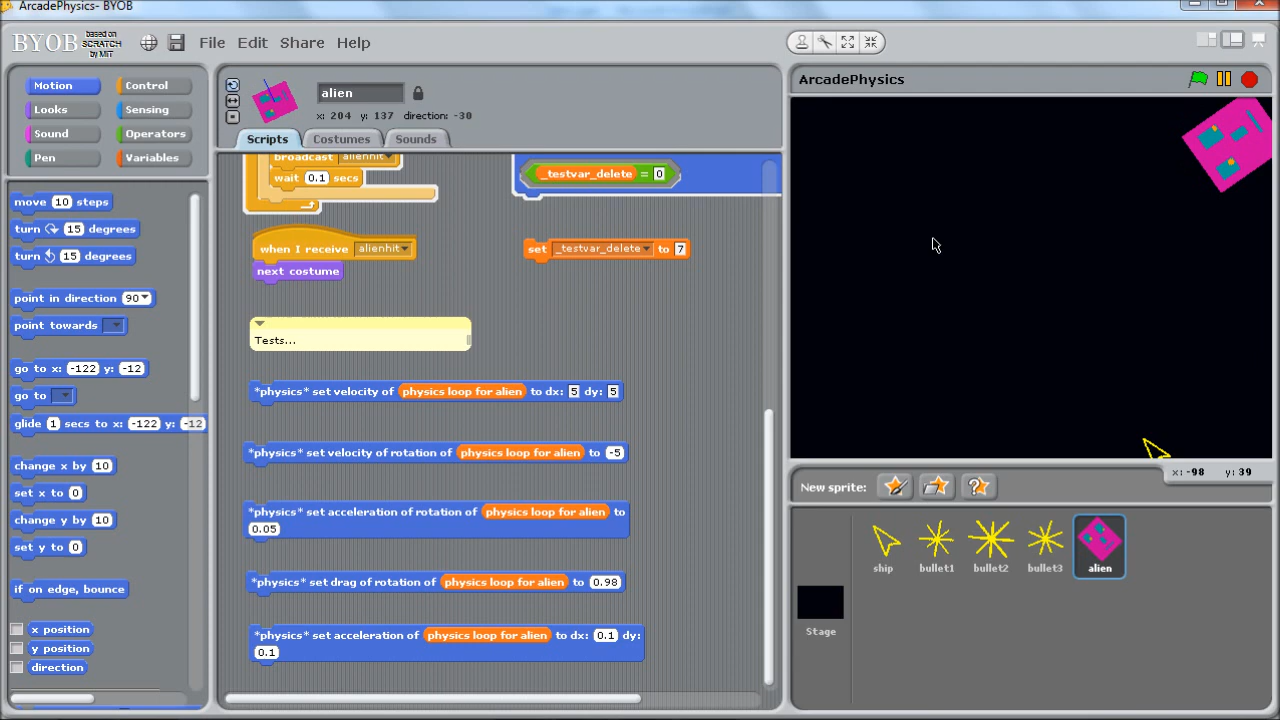 ArcadePhysics- BYOB
BYOB
based on
SCRATCH
by MIT
File Edit Share Help
Motion
Control
Looks
Sensing
Sound
Operators
Pen
Variables
move 10 steps
turn 15 degrees
turn 15 degrees
point in direction 90
point towards
go to x: -122 y: -12
go to
glide 1 secs to x: -122 y: -12
change x by 10
set x to 0
change y by 10
set y to 0
if on edge, bounce
x position
y position
direction
alien
x: 204 y: 137 direction: -30
Scripts
Costumes
Sounds
broadcast alienhit
wait 0.1 secs
_testvar_delete = 0
when I receive alienhit
next costume
set _testvar_delete to 7
Tests...
*physics* set velocity of physics loop for alien to dx: 5 dy: 5
*physics* set velocity of rotation of physics loop for alien to -5
*physics* set acceleration of rotation of physics loop for alien to
0.05
*physics* set drag of rotation of physics loop for alien to 0.98
*physics* set acceleration of physics loop for alien to dx: 0.1 dy:
0.1
ArcadePhysics
x: -98 y: 39
New sprite:
ship
bullet1
bullet2
bullet3
alien
Stage